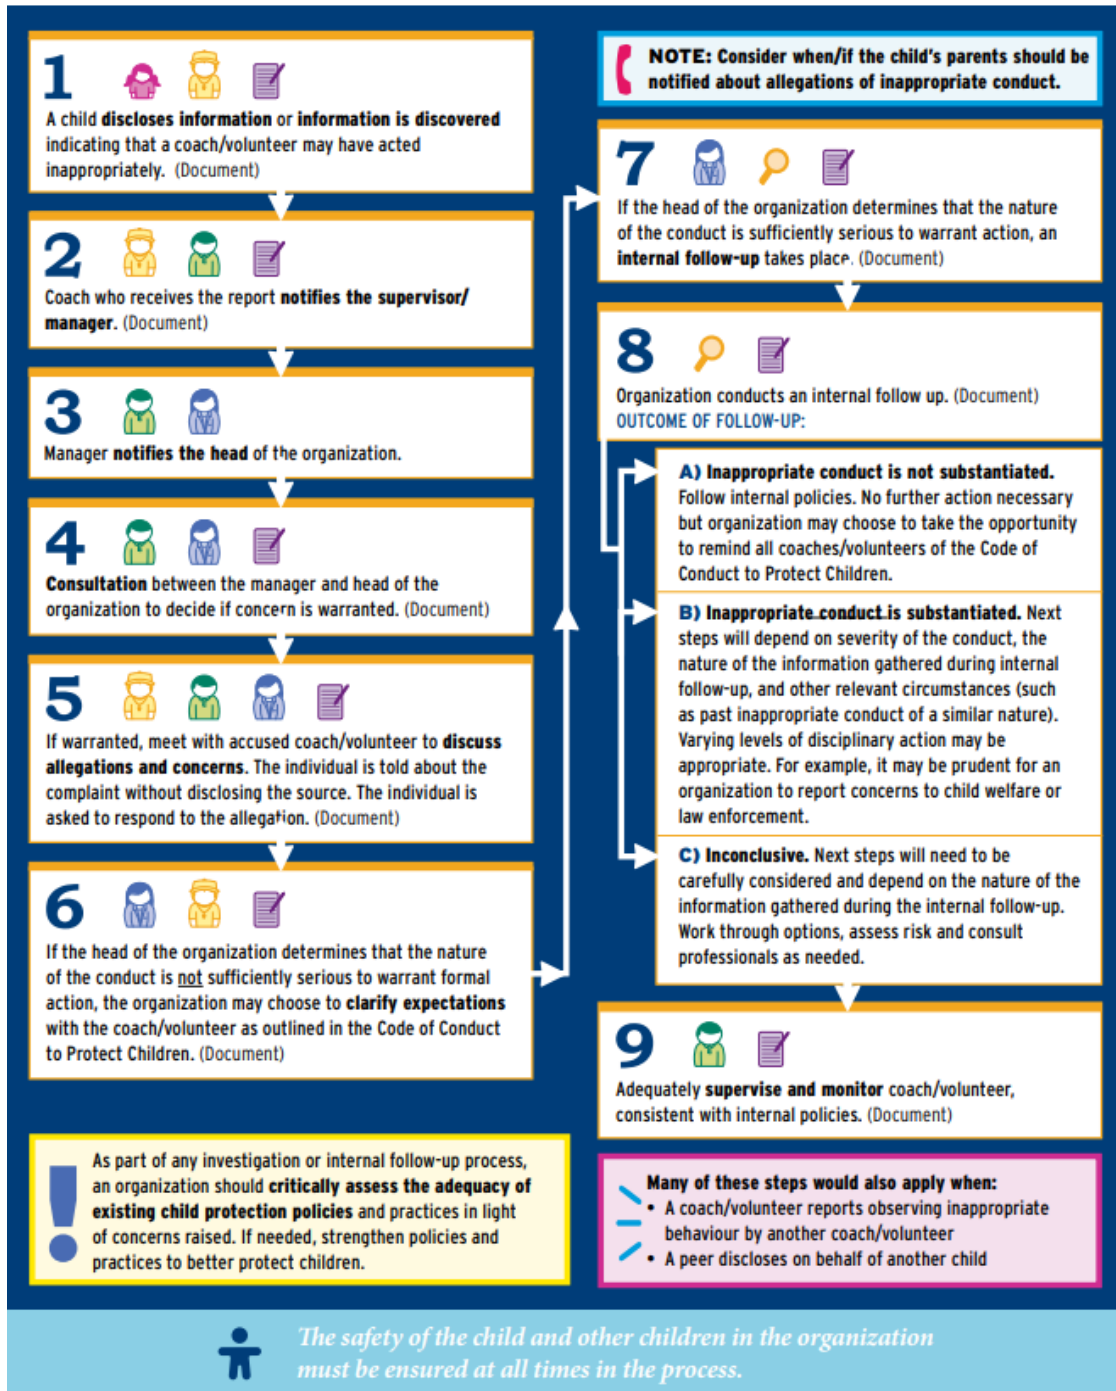 1
A child discloses information or information is discovered
indicating that a coach/volunteer may have acted
inappropriately. (Document)
2
Coach who receives the report notifies the supervisor/
manager. (Document)
3
Manager notifies the head of the organization.
4
Consultation between the manager and head of the
organization to decide if concern is warranted. (Document)
5
If warranted, meet with accused coach/volunteer to discuss
allegations and concerns. The individual is told about the
complaint without disclosing the source. The individual is
asked to respond to the allegation. (Document)
6
If the head of the organization determines that the nature
of the conduct is not sufficiently serious to warrant formal
action, the organization may choose to clarify expectations
with the coach/volunteer as outlined in the Code of Conduct
to Protect Children. (Document)
As part of any investigation or internal follow-up process,
an organization should critically assess the adequacy of
existing child protection policies and practices in light
of concerns raised. If needed, strengthen policies and
practices to better protect children.
NOTE: Consider when/if the child's parents should be
notified about allegations of inappropriate conduct.
7
If the head of the organization determines that the nature
of the conduct is sufficiently serious to warrant action, an
internal follow-up takes place. (Document)
8
Organization conducts an internal follow up. (Document)
OUTCOME OF FOLLOW-UP:
A) Inappropriate conduct is not substantiated.
Follow internal policies. No further action necessary
but organization may choose to take the opportunity
to remind all coaches/volunteers of the Code of
Conduct to Protect Children.
B) Inappropriate conduct is substantiated. Next
steps will depend on severity of the conduct, the
nature of the information gathered during internal
follow-up, and other relevant circumstances (such
as past inappropriate conduct of a similar nature).
Varying levels of disciplinary action may be
appropriate. For example, it may be prudent for an
organization to report concerns to child welfare or
law enforcement.
C) Inconclusive. Next steps will need to be
carefully considered and depend on the nature of the
information gathered during the internal follow-up.
Work through options, assess risk and consult
professionals as needed.
9
Adequately supervise and monitor coach/volunteer,
consistent with internal policies. (Document)
Many of these steps would also apply when:
• A coach/volunteer reports observing inappropriate
behaviour by another coach/volunteer
• A peer discloses on behalf of another child
The safety of the child and other children in the organization
must be ensured at all times in the process.